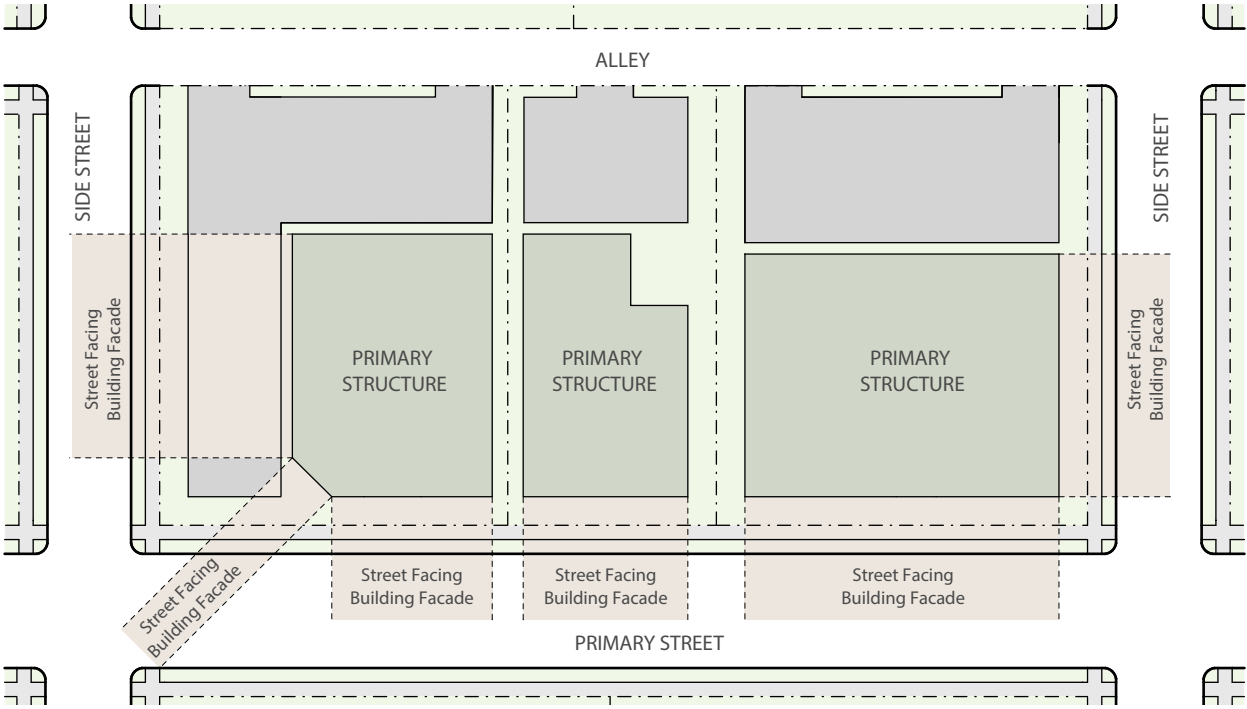 ALLEY
SIDE STREET
SIDE STREET
Street Facing
Building Facade
PRIMARY
STRUCTURE
PRIMARY
STRUCTURE
PRIMARY
STRUCTURE
Street Facing
Building Facade
Street Facing
Building Facade
Street Facing
Building Facade
Street Facing
Building Facade
Street Facing
Building Facade
PRIMARY STREET